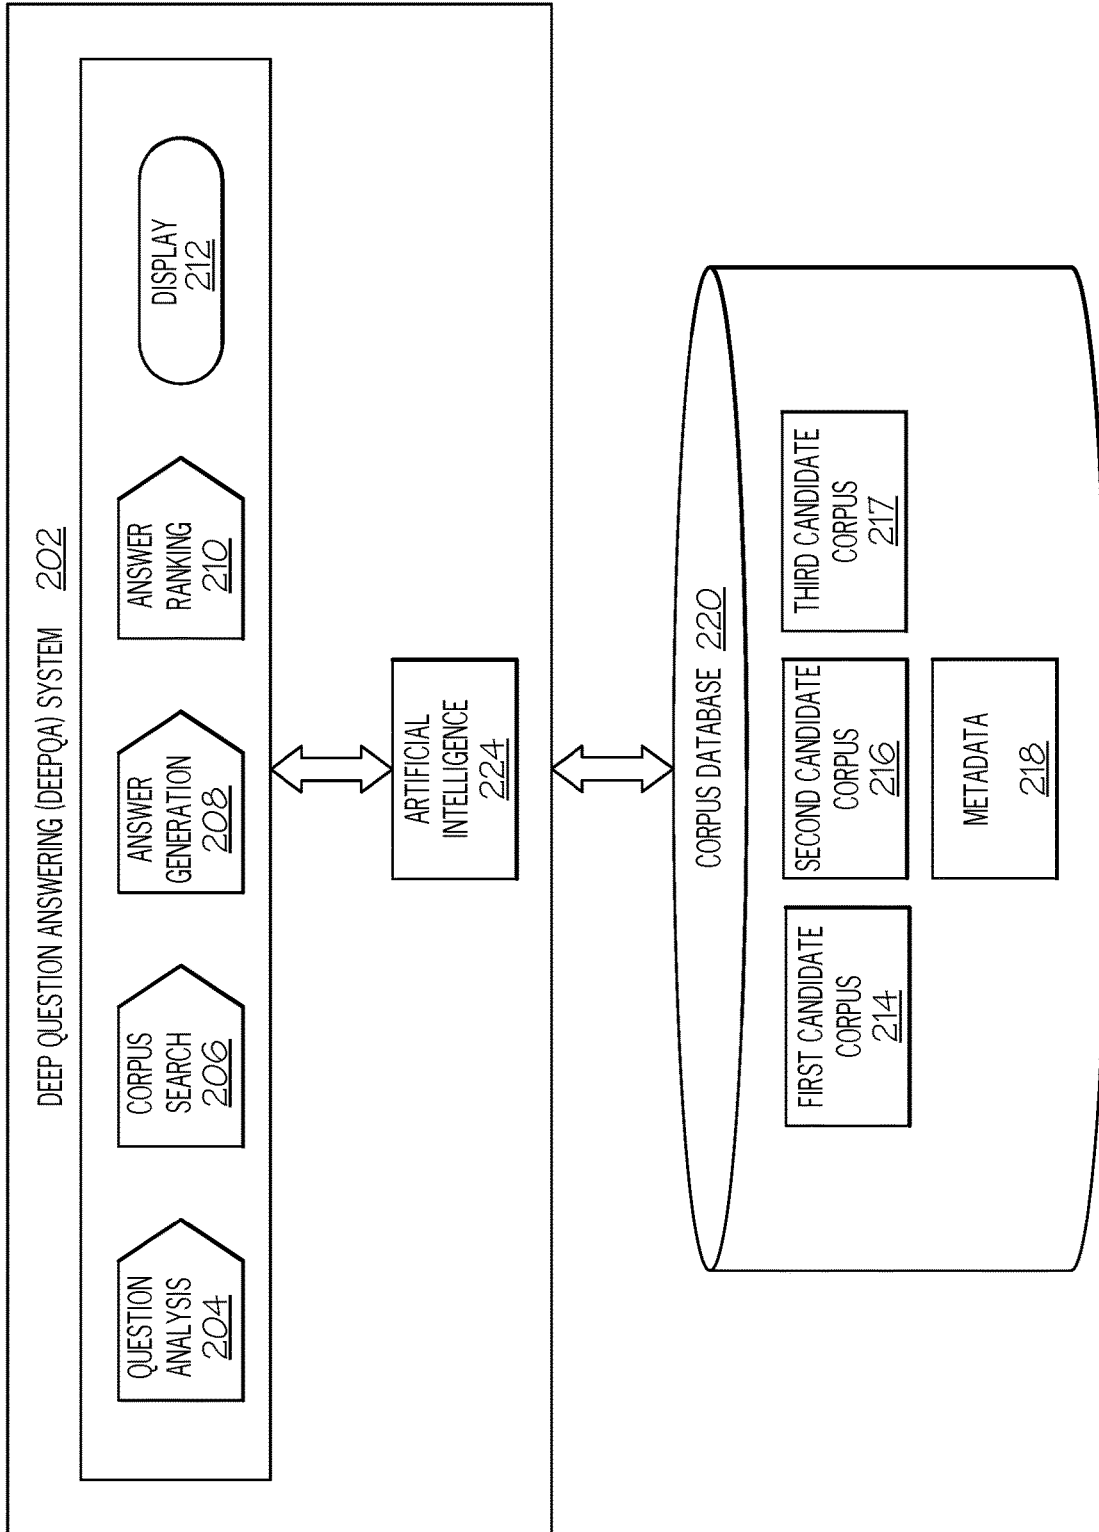 DEEP QUESTION ANSWERING (DEEPQA) SYSTEM 202
QUESTION
ANALYSIS
204
CORPUS
SEARCH
206
ANSWER
GENERATION
208
ANSWER
RANKING
210
DISPLAY
212
ARTIFICIAL
INTELLIGENCE
224
CORPUS DATABASE 220
FIRST CANDIDATE
CORPUS
214
SECOND CANDIDATE
CORPUS
216
THIRD CANDIDATE
CORPUS
217
METADATA
218